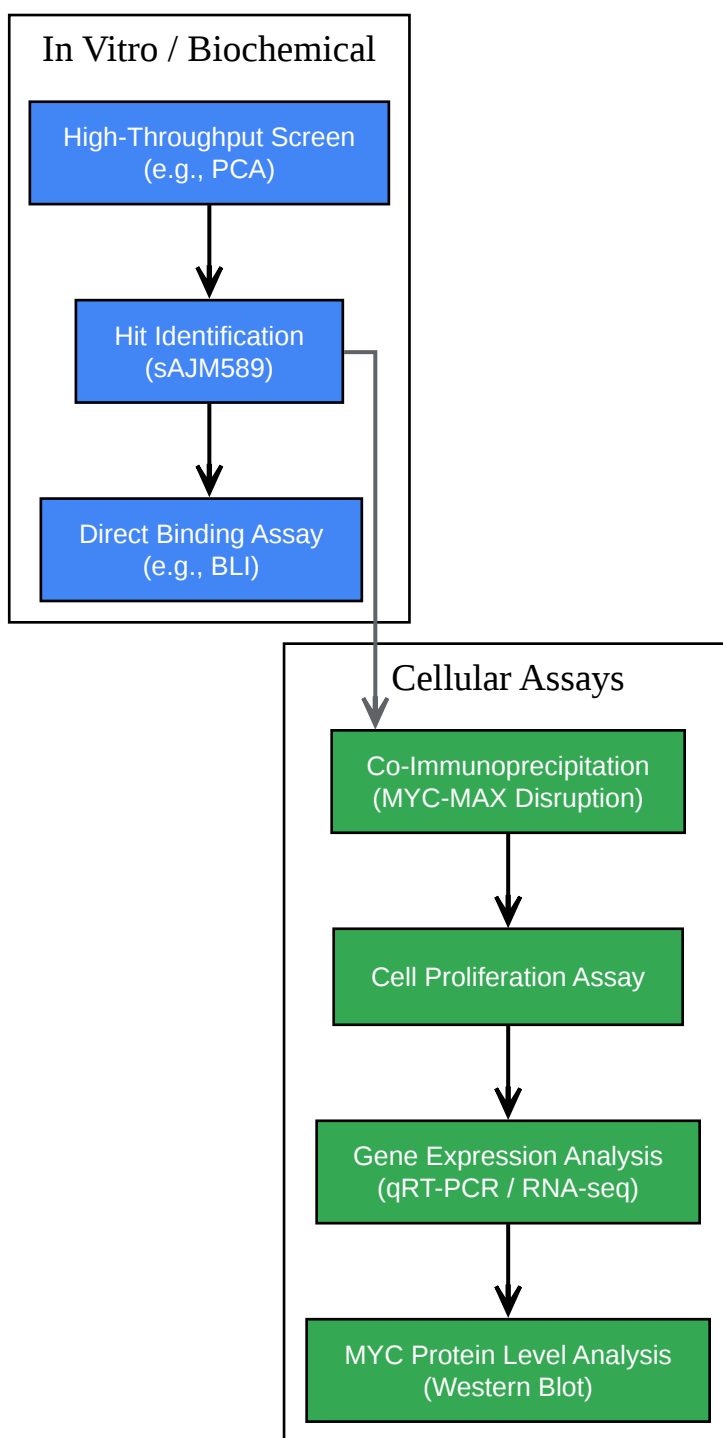 In Vitro / Biochemical
High-Throughput Screen
(e.g., PCA)
Hit Identification
(sAJM589)
Direct Binding Assay
(e.g., BLI)
Cellular Assays
Co-Immunoprecipitation
(MYC-MAX Disruption)
Cell Proliferation Assay
Gene Expression Analysis
(qRT-PCR / RNA-seq)
MYC Protein Level Analysis
(Western Blot)